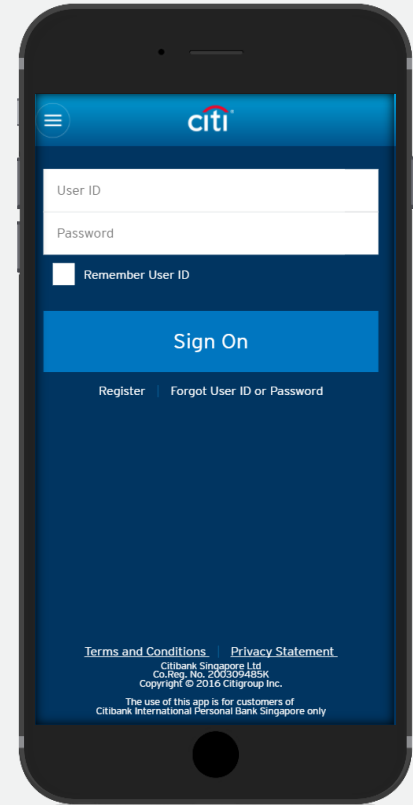 citi
User ID
Password
Remember User ID
Sign On
Register | Forgot User ID or Password
Terms and Conditions | Privacy Statement
Citibank Singapore Ltd
Co.Reg. No. 200309485K
Copyright © 2016 Citigroup Inc.
The use of this app is for customers of
Citibank International Personal Bank Singapore only